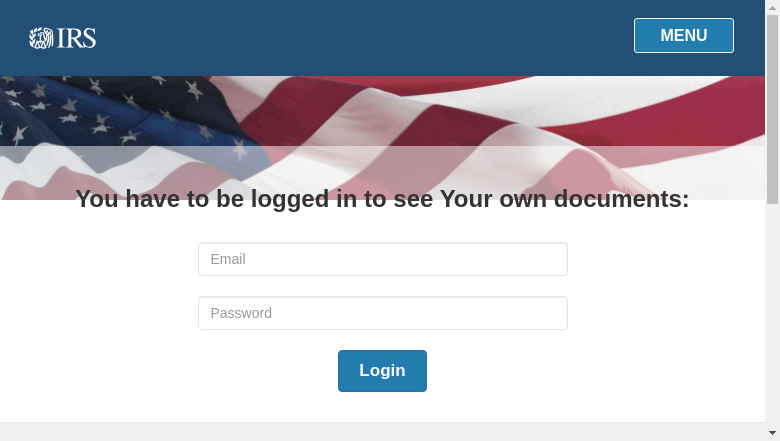 IRS
MENU
You have to be logged in to see Your own documents:
Email
Password
Login